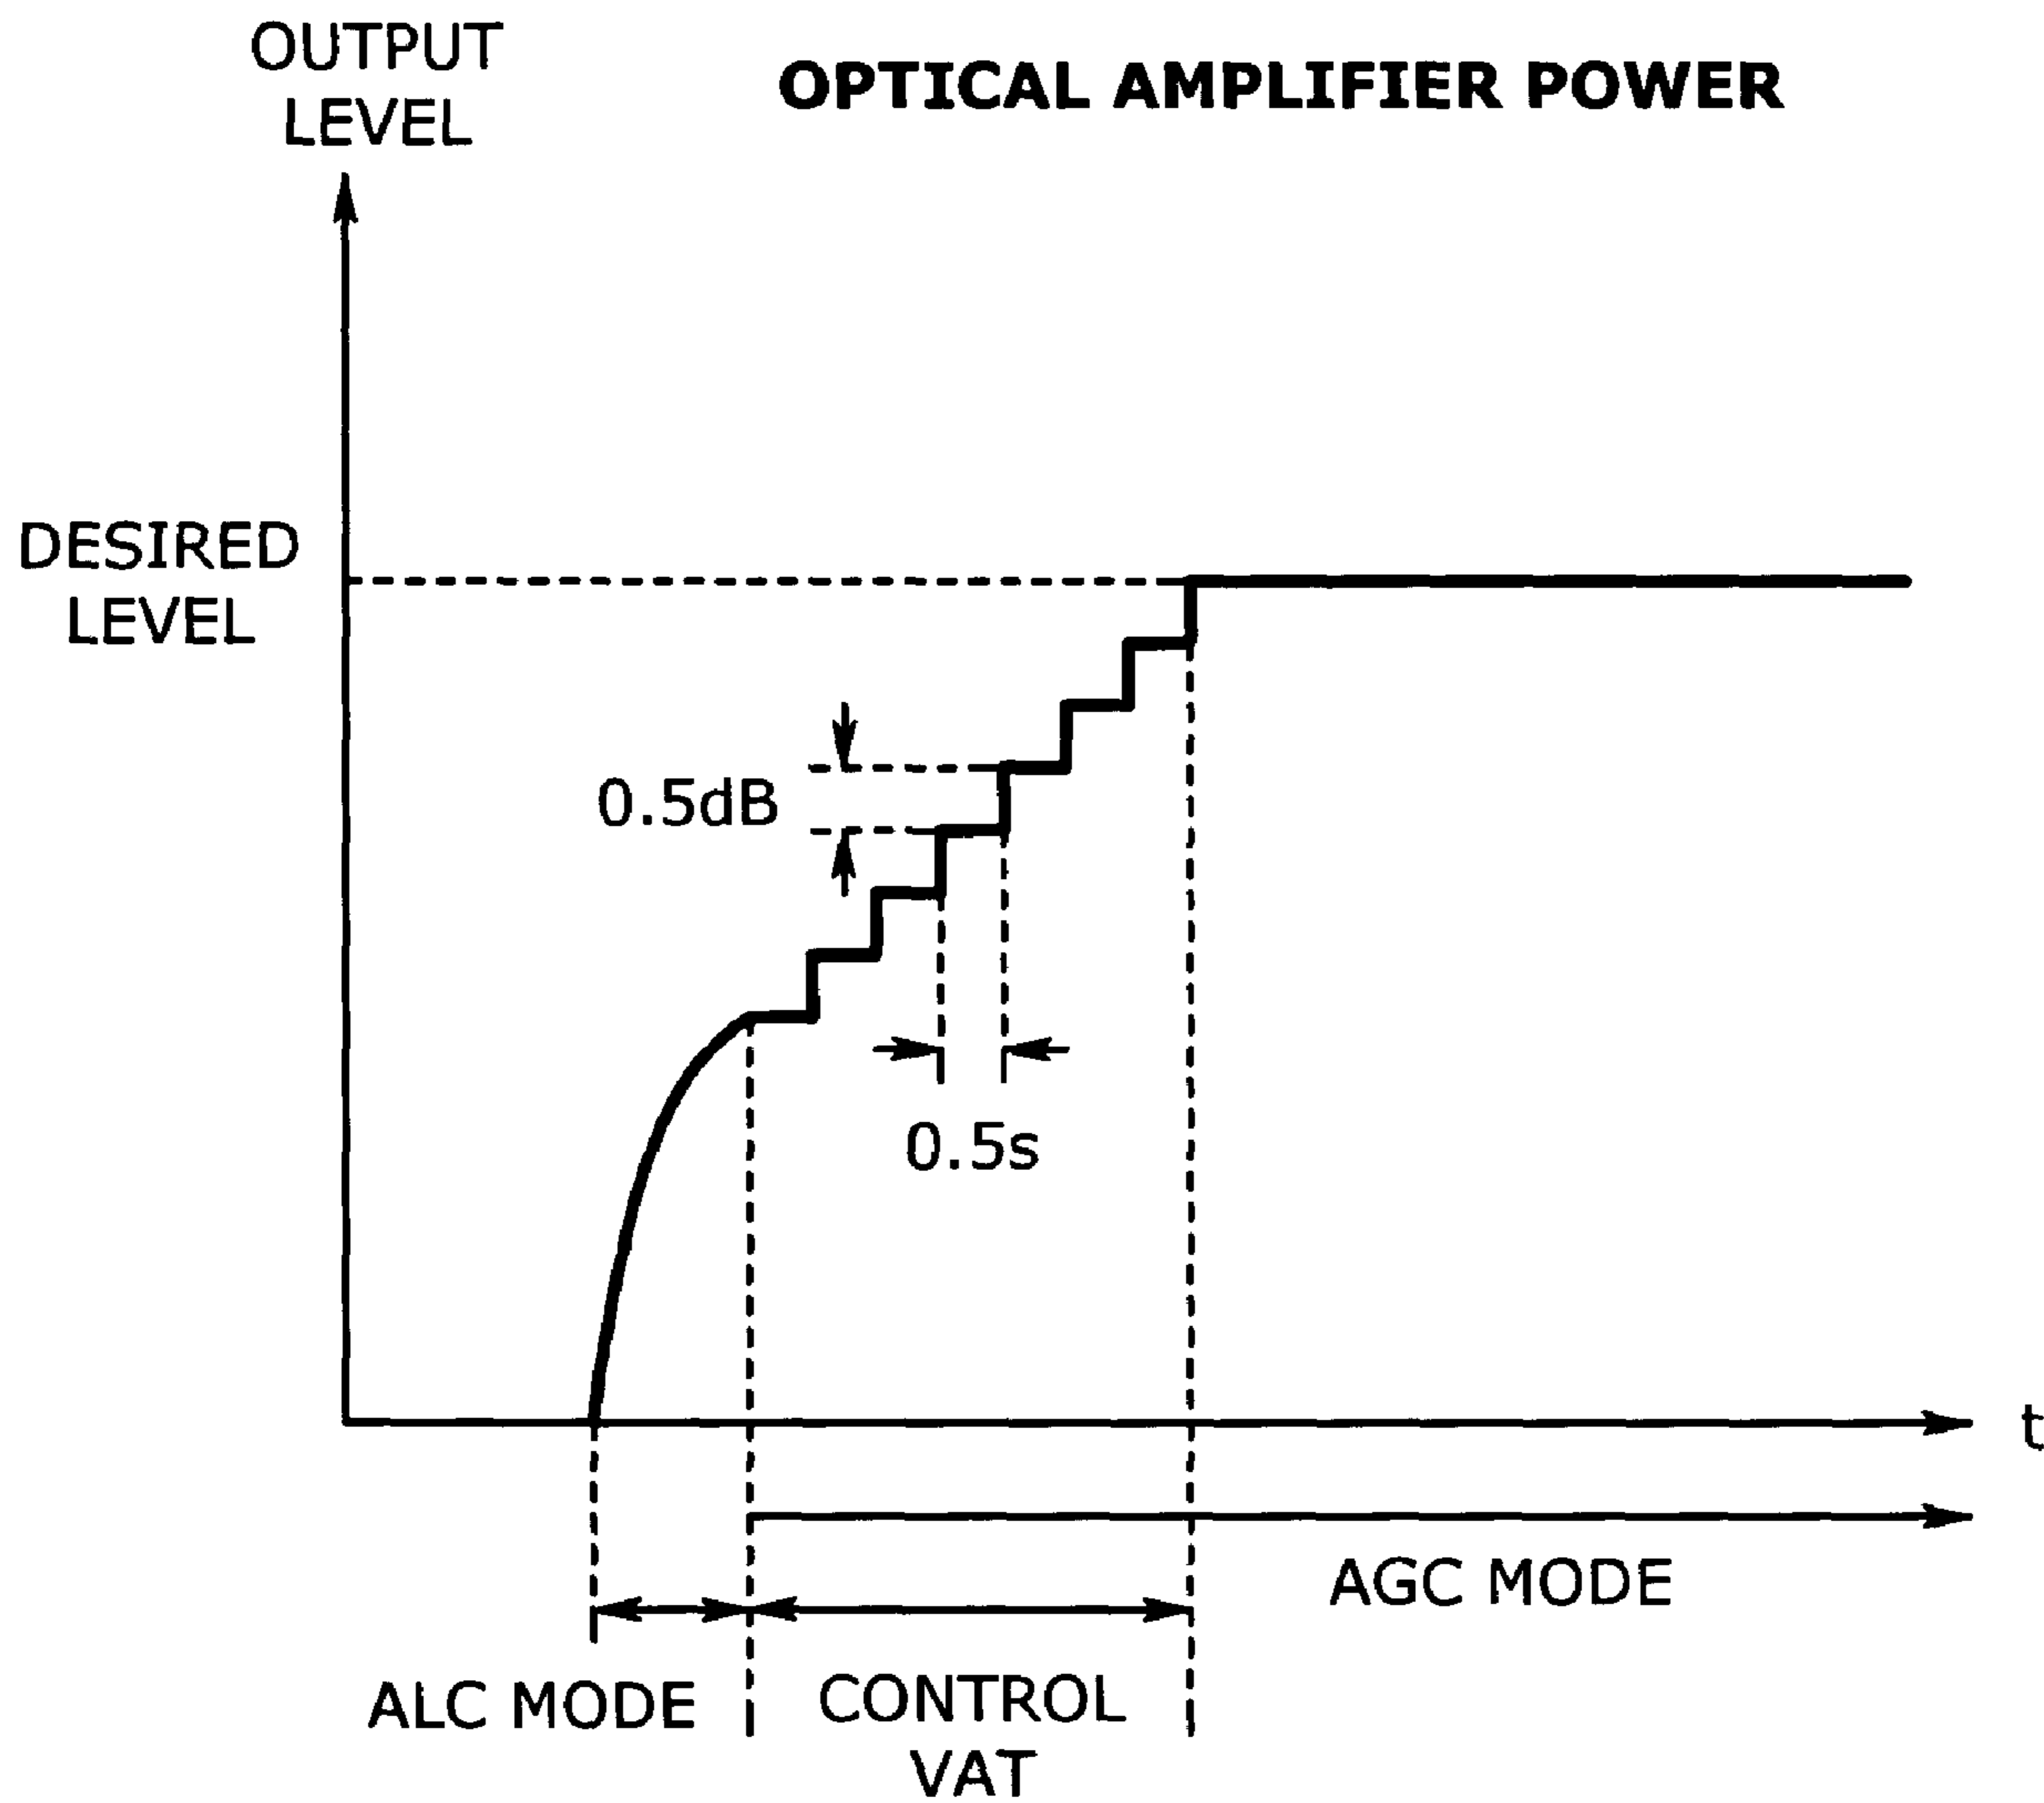 OUTPUT
LEVEL
OPTICAL AMPLIFIER POWER
DESIRED
LEVEL
0.5dB
0.5s
t
AGC MODE
ALC MODE
CONTROL
VAT